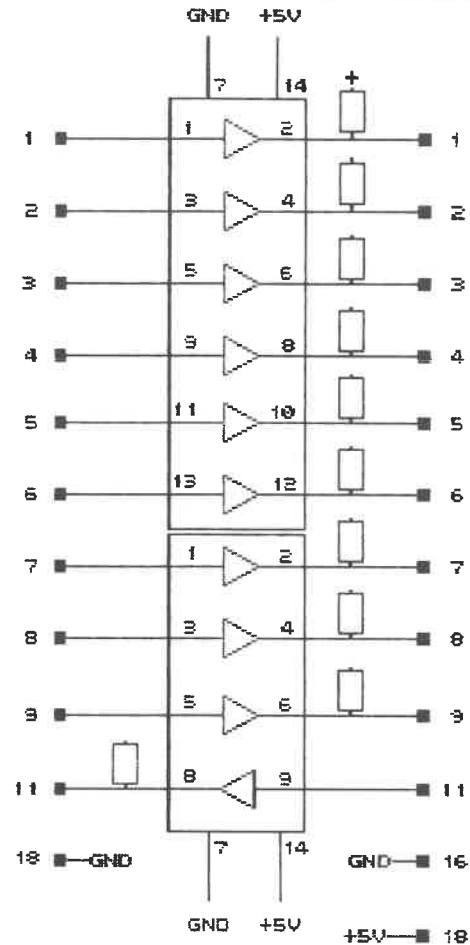 GND +5V
7 14
+
1 1 2 1
2 3 4 2
3 5 6 3
4 9 8 4
5 11 10 5
6 13 12 6
7 1 2 7
8 3 4 8
9 5 6 9
11 8 9 11
7 14
18 GND GND 16
GND +5V
+5V 18